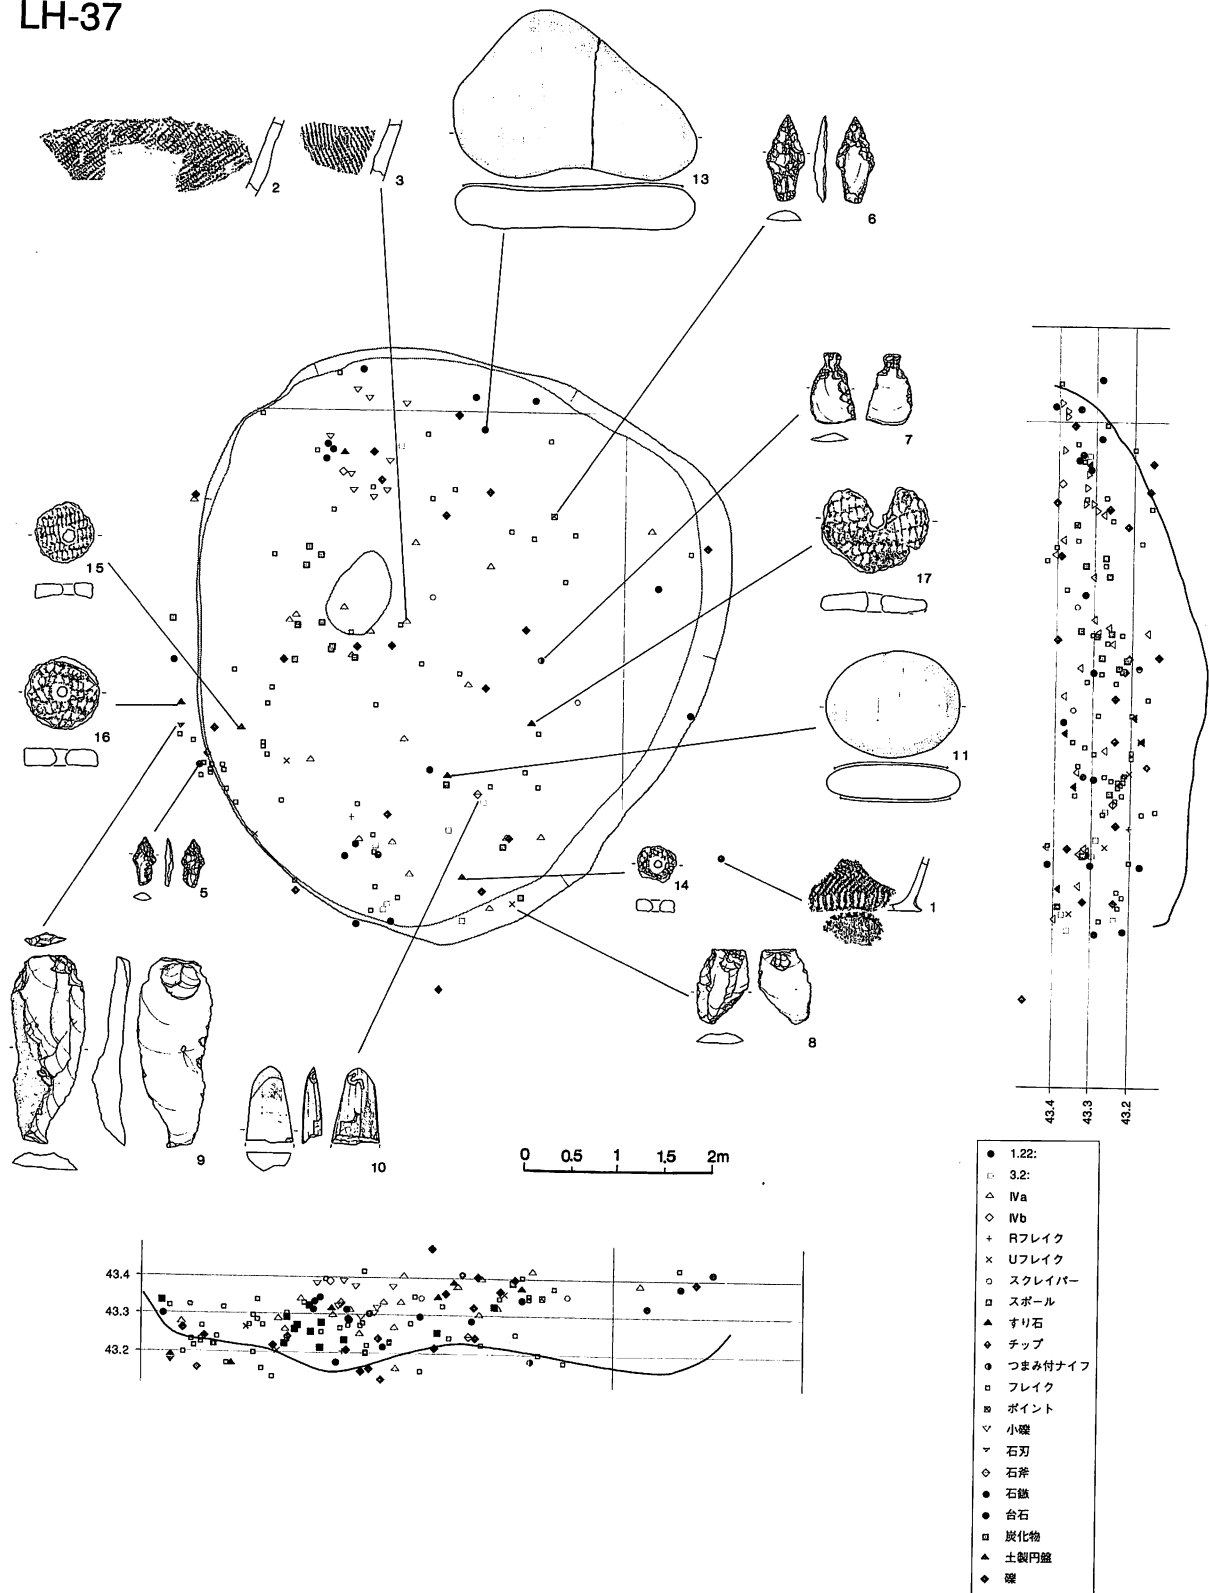 LH-37
2
3
13
6
7
15
17
16
11
5
14
1
8
9
10
0 0.5 1 1.5 2m
43.4
43.3
43.2
43.4
43.3
43.2
1.22:
3.2:
Ⅳa
Ⅳb
Rフレイク
Uフレイク
スクレイパー
スポール
すり石
チップ
つまみ付ナイフ
フレイク
ポイント
小礫
石刃
石斧
石鏃
台石
炭化物
土製円盤
礫